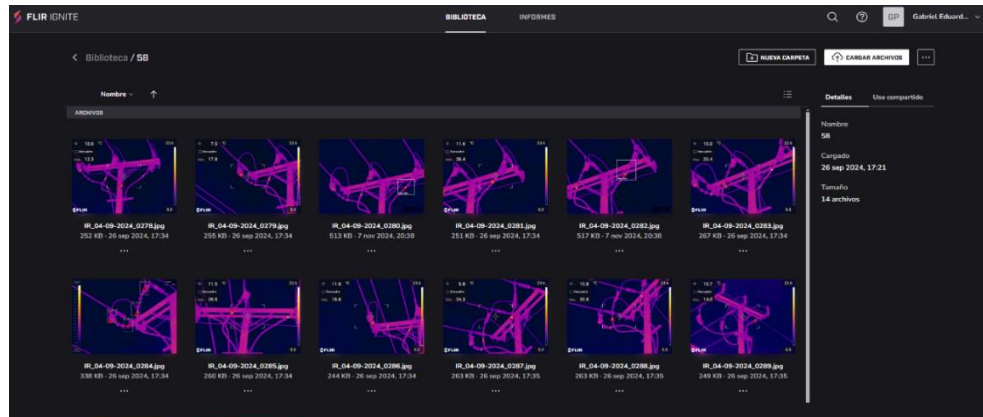 FLIR IGNITE
BIBLIOTECA
INFORMES
GP
Gabriel Eduard...
Biblioteca / 58
NUEVA CARPETA
CARGAR ARCHIVOS
Nombre
ARCHIVOS
Detalles
Uso compartido
Nombre
58
Cargado
26 sep 2024, 17:21
Tamaño
14 archivos
IR_04-09-2024_0278.jpg
252 KB - 26 sep 2024, 17:34
IR_04-09-2024_0279.jpg
255 KB - 26 sep 2024, 17:34
IR_04-09-2024_0280.jpg
513 KB - 7 nov 2024, 20:38
IR_04-09-2024_0281.jpg
251 KB - 26 sep 2024, 17:34
IR_04-09-2024_0282.jpg
517 KB - 7 nov 2024, 20:38
IR_04-09-2024_0283.jpg
267 KB - 26 sep 2024, 17:34
IR_04-09-2024_0284.jpg
338 KB - 26 sep 2024, 17:34
IR_04-09-2024_0285.jpg
260 KB - 26 sep 2024, 17:34
IR_04-09-2024_0286.jpg
244 KB - 26 sep 2024, 17:34
IR_04-09-2024_0287.jpg
263 KB - 26 sep 2024, 17:35
IR_04-09-2024_0288.jpg
263 KB - 26 sep 2024, 17:35
IR_04-09-2024_0289.jpg
249 KB - 26 sep 2024, 17:35